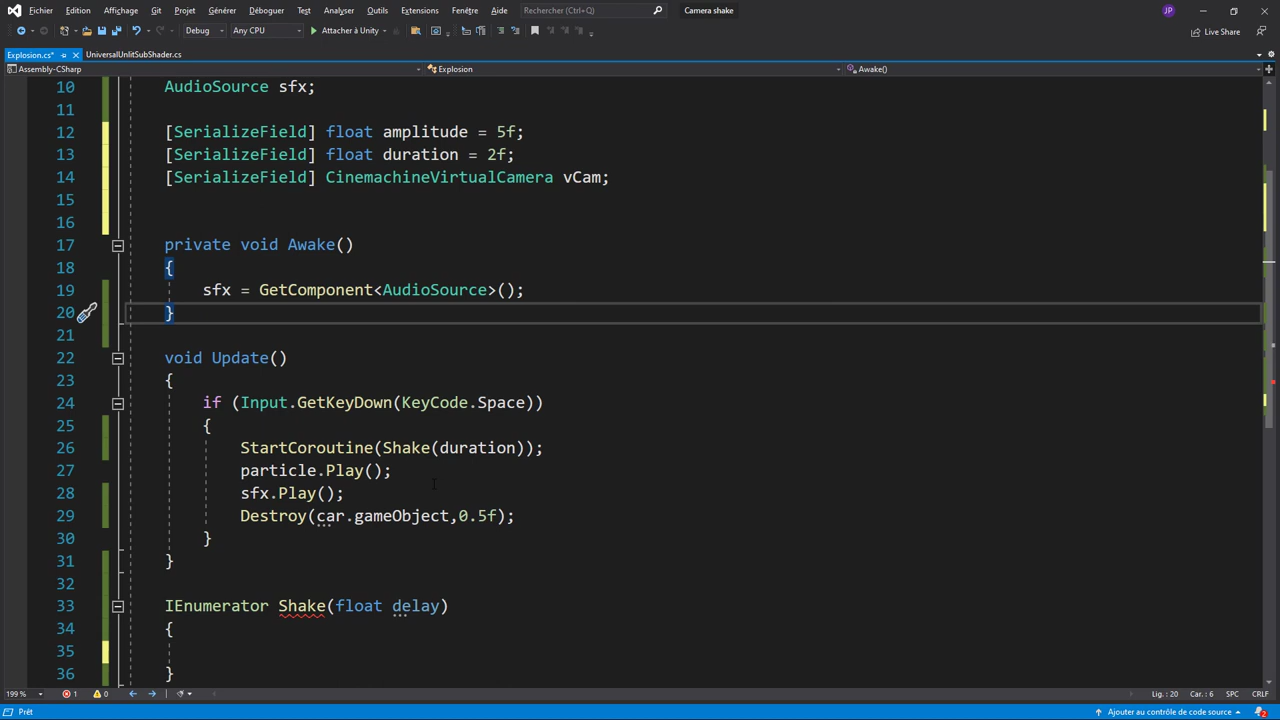 Fichier Edition Affichage Git Projet Générer Déboguer Test Analyser Outils Extensions Fenêtre Aide Rechercher (Ctrl+Q) Camera shake JP
Debug Any CPU Attacher à Unity Live Share
Explosion.cs* UniversalUnlitSubShader.cs
Assembly-CSharp Explosion Awake()
10 AudioSource sfx;
11
12 [SerializeField] float amplitude = 5f;
13 [SerializeField] float duration = 2f;
14 [SerializeField] CinemachineVirtualCamera vCam;
15
16
17 private void Awake()
18 {
19 sfx = GetComponent<AudioSource>();
20 }
21
22 void Update()
23 {
24 if (Input.GetKeyDown(KeyCode.Space))
25 {
26 StartCoroutine(Shake(duration));
27 particle.Play();
28 sfx.Play();
29 Destroy(car.gameObject,0.5f);
30 }
31 }
32
33 IEnumerator Shake(float delay)
34 {
35
36 }
199 % 1 0 Lig. : 20 Car. : 6 SPC CRLF
Prêt Ajouter au contrôle de code source 2